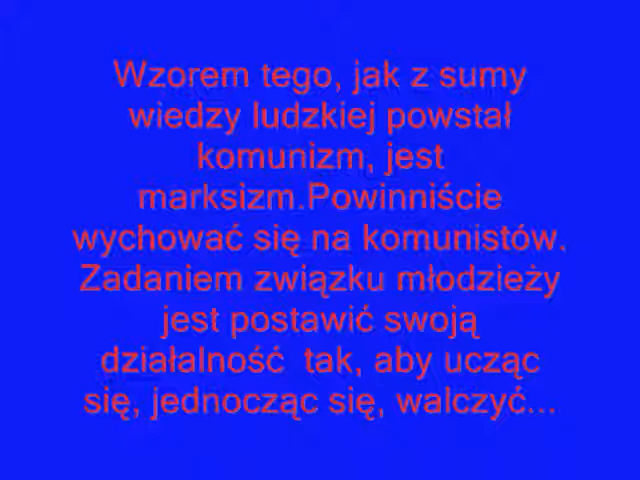 Wzorem tego, jak z sumy
wiedzy ludzkiej powstał
komunizm, jest
marksizm.Powinniście
wychować się na komunistów.
Zadaniem związku młodzieży
jest postawić swoją
działalność  tak, aby ucząc
się, jednocząc się, walczyć...